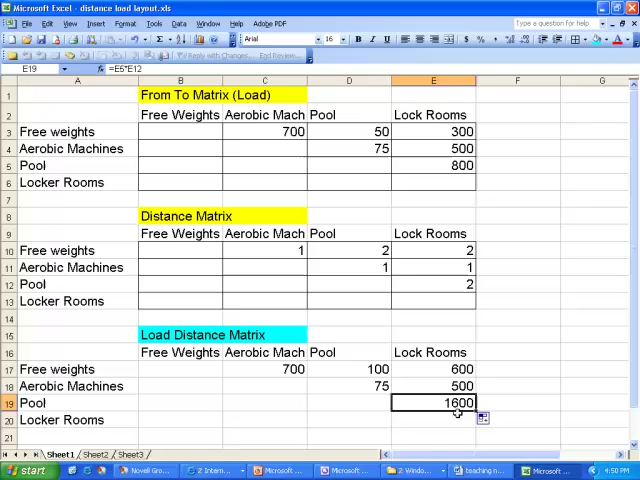 Microsoft Excel - distance load layout.xls
File Edit View Insert Format Tools Data Window Macro Help Adobe PDF
Type a question for help
Reply with Changes... End Review...
Arial 16 B I U
E19 fx =E5*E12
A B C D E F G
1 From To Matrix (Load)
2 Free Weights Aerobic Mach Pool Lock Rooms
3 Free weights 700 50 300
4 Aerobic Machines 75 500
5 Pool 800
6 Locker Rooms
7
8 Distance Matrix
9 Free Weights Aerobic Mach Pool Lock Rooms
10 Free weights 1 2 2
11 Aerobic Machines 1 1
12 Pool 2
13 Locker Rooms
14
15 Load Distance Matrix
16 Free Weights Aerobic Mach Pool Lock Rooms
17 Free weights 700 100 600
18 Aerobic Machines 75 500
19 Pool 1600
20 Locker Rooms
21
Sheet1 Sheet2 Sheet3
start Novell Gro... 2 Intern... Microsoft ... Microsoft ... 2 Window... teaching n... Microsoft ... 4:50 PM